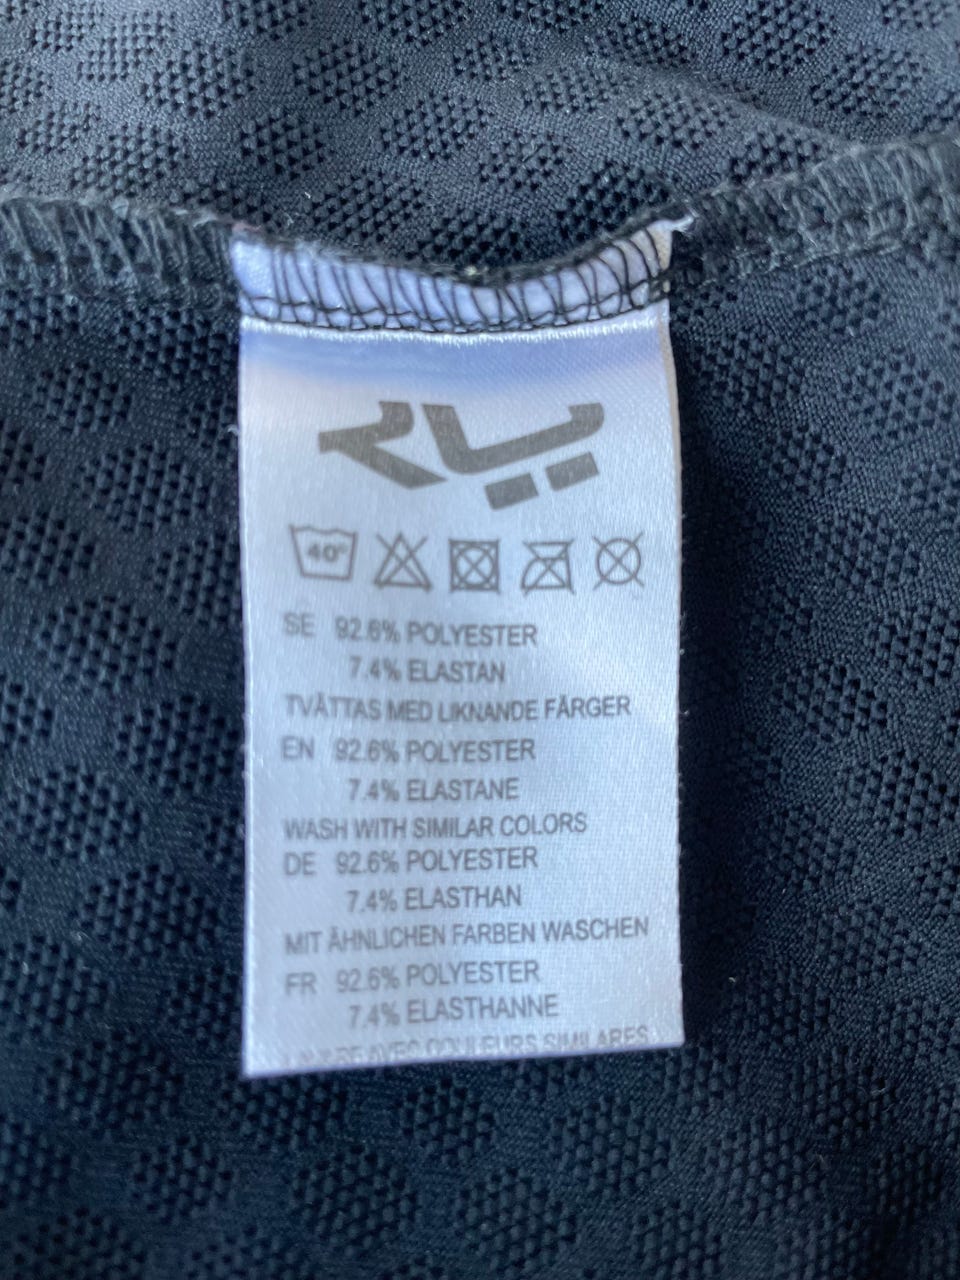 40°
SE 92.6% POLYESTER
7.4% ELASTAN
TVÄTTAS MED LIKNANDE FÄRGER
EN 92.6% POLYESTER
7.4% ELASTANE
WASH WITH SIMILAR COLORS
DE 92.6% POLYESTER
7.4% ELASTHAN
MIT ÄHNLICHEN FARBEN WASCHEN
FR 92.6% POLYESTER
7.4% ELASTHANNE
AVEC SIMILARES